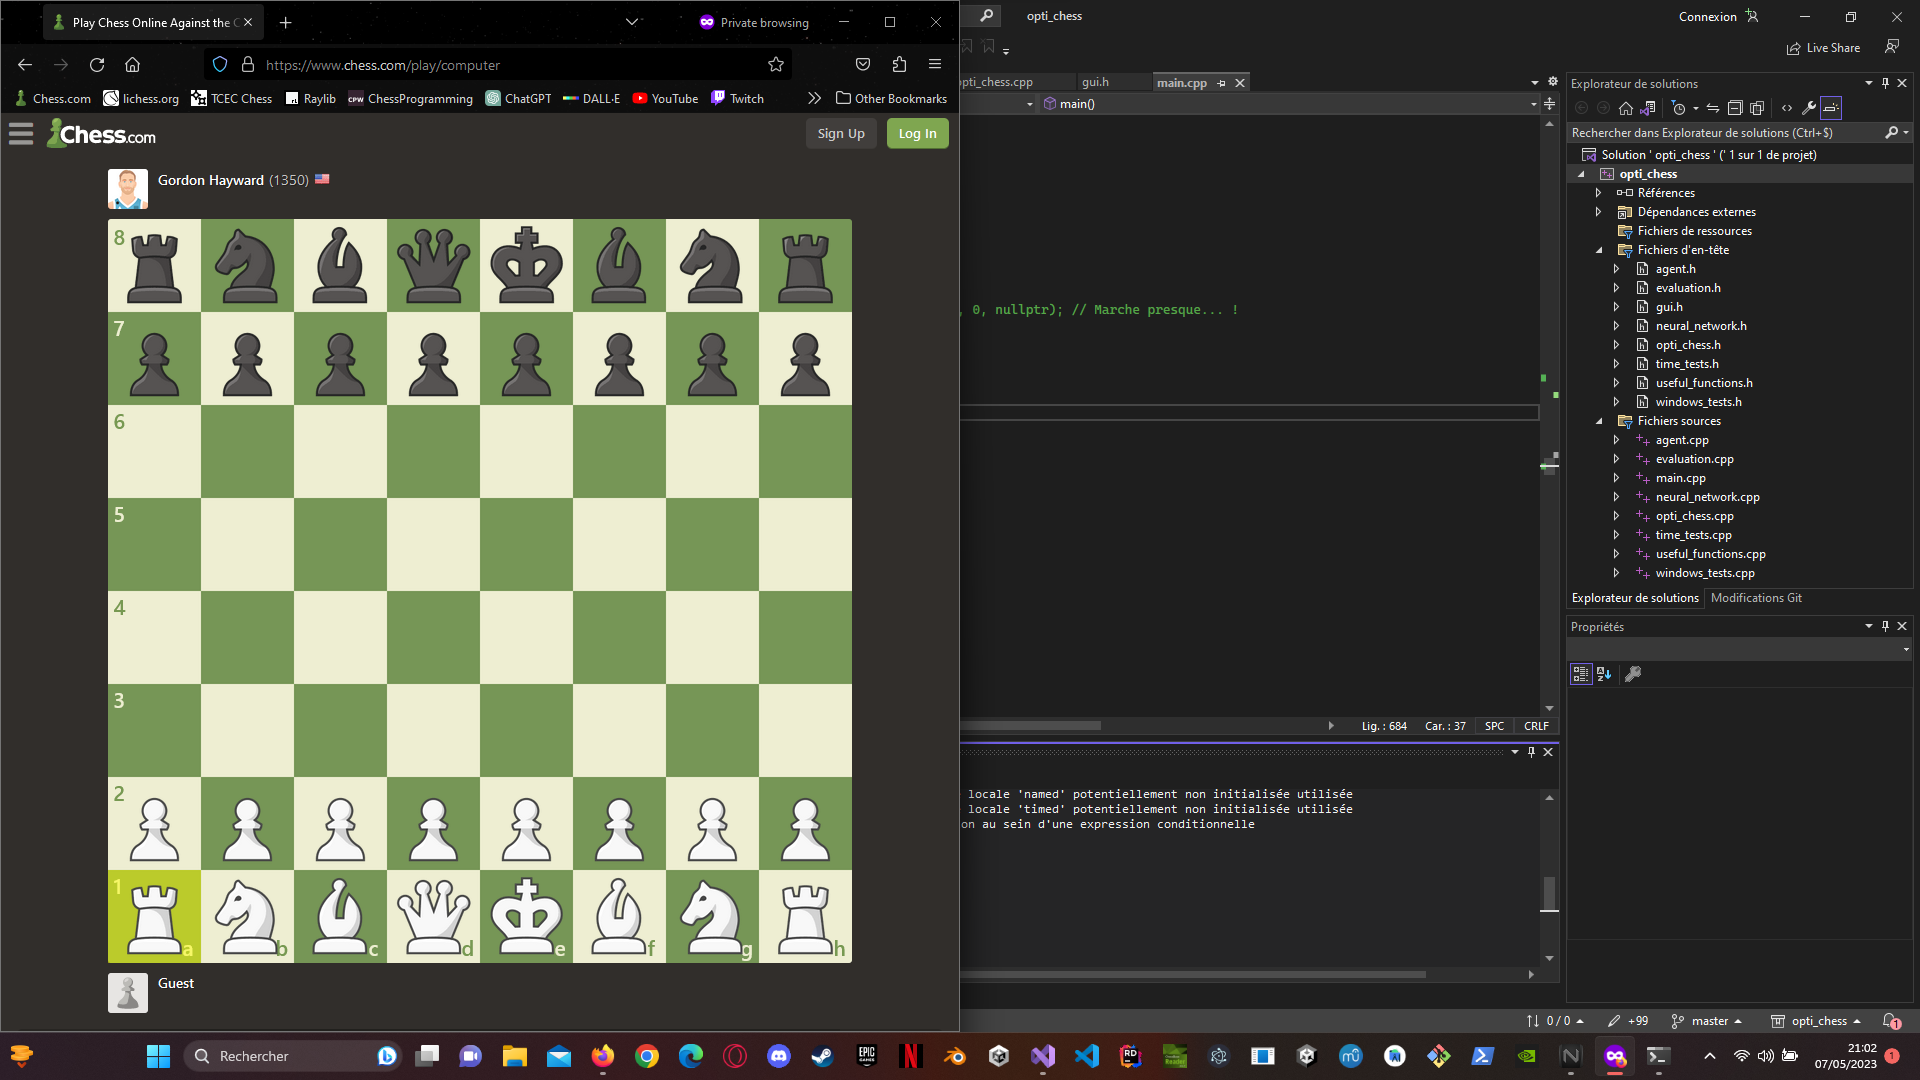 Play Chess Online Against the C
Private browsing
https://www.chess.com/play/computer
Chess.com
lichess.org
TCEC Chess
CPW
ChessProgramming
ChatGPT
DALL·E
YouTube
Twitch
Other Bookmarks
Chess.com
Sign Up
Log In
Gordon Hayward (1350)
8
7
6
5
4
3
2
1
a
b
c
d
e
f
g
h
Guest
opti_chess
Connexion
Live Share
opti_chess.cpp
gui.h
main.cpp
main()
, 0, nullptr); // Marche presque... !
Lig. : 684
Car. : 37
SPC
CRLF
locale 'named' potentiellement non initialisée utilisée
locale 'timed' potentiellement non initialisée utilisée
on au sein d'une expression conditionnelle
Explorateur de solutions
Rechercher dans Explorateur de solutions (Ctrl+$)
Solution ' opti_chess ' (' 1 sur 1 de projet)
opti_chess
Références
Dépendances externes
Fichiers de ressources
Fichiers d'en-tête
agent.h
evaluation.h
gui.h
neural_network.h
opti_chess.h
time_tests.h
useful_functions.h
windows_tests.h
Fichiers sources
agent.cpp
evaluation.cpp
main.cpp
neural_network.cpp
opti_chess.cpp
time_tests.cpp
useful_functions.cpp
windows_tests.cpp
Explorateur de solutions
Modifications Git
Propriétés
0 / 0
+99
master
opti_chess
1
Rechercher
EPIC
GAMES
RD
21:02
07/05/2023
1